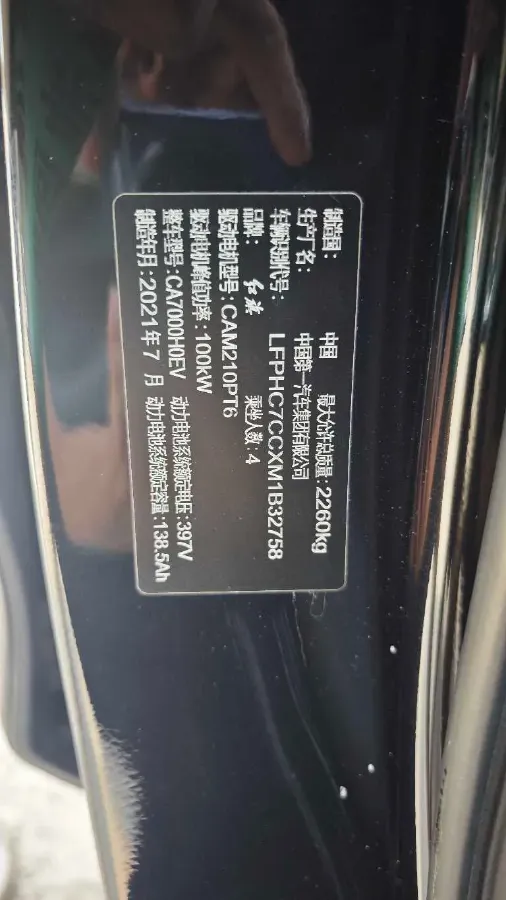 制造国: 中国 最大允许总质量:2260kg
生产厂名: 中国第一汽车集团有限公司
车辆识别代号: LFPHC7CCXM1B32758
品牌: 红旗 乘坐人数:4
驱动电机型号:CAM210PT6
驱动电机峰值功率:100kW
整车型号:CA7000H0EV 动力电池系统额定电压:397V
制造年月:2021年7 月 动力电池系统额定容量:138.5Ah